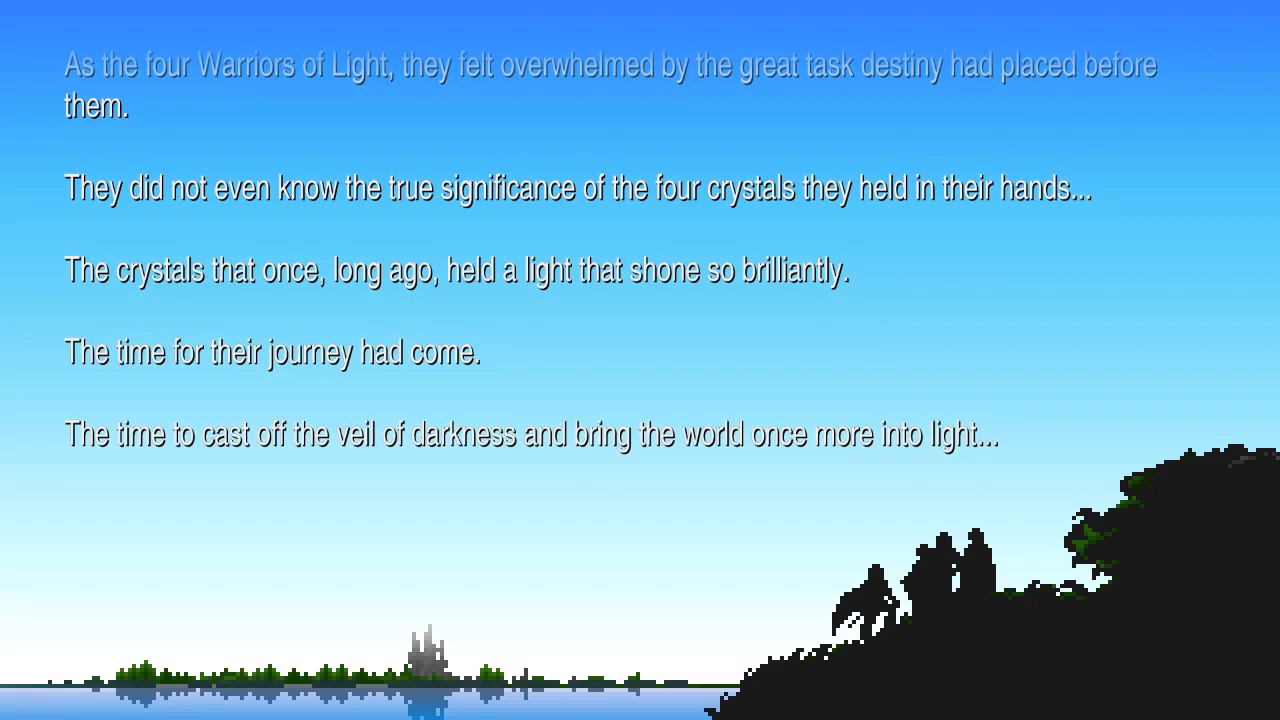 As the four Warriors of Light, they felt overwhelmed by the great task destiny had placed before
them.
They did not even know the true significance of the four crystals they held in their hands...
The crystals that once, long ago, held a light that shone so brilliantly.
The time for their journey had come.
The time to cast off the veil of darkness and bring the world once more into light...